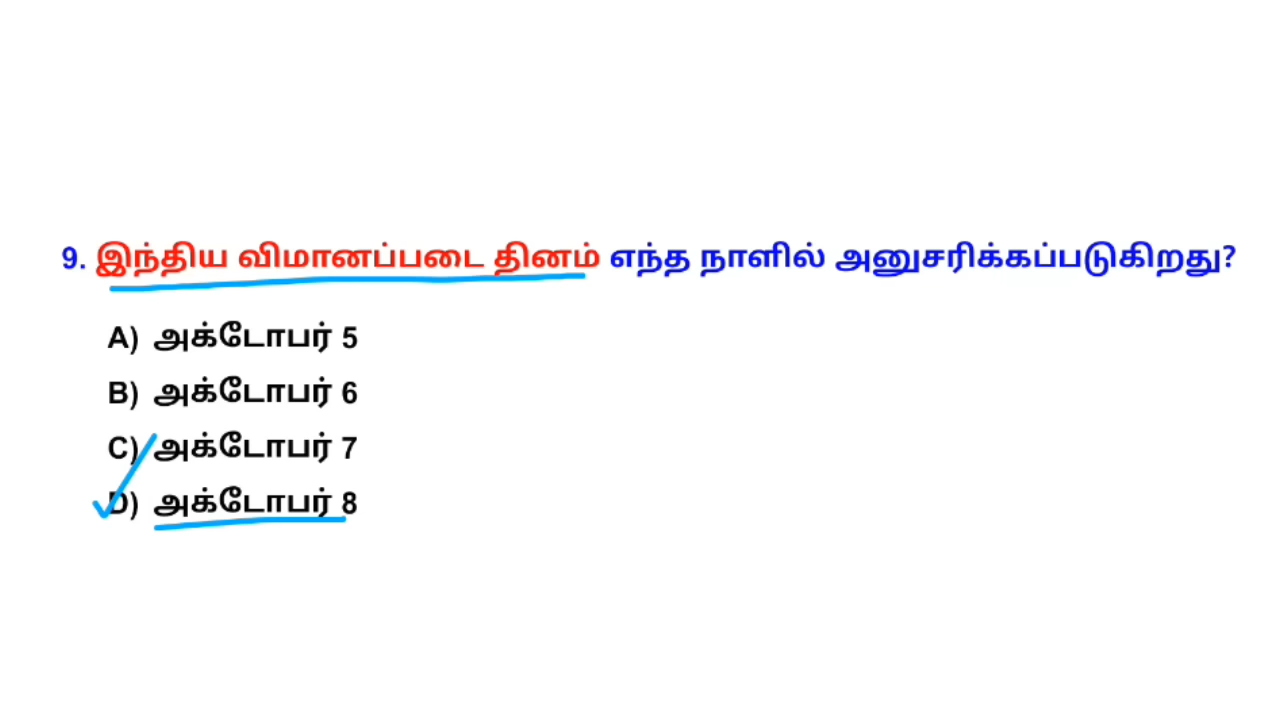 9. இந்திய விமானப்படை தினம் எந்த நாளில் அனுசரிக்கப்படுகிறது?
A) அக்டோபர் 5
B) அக்டோபர் 6
C) அக்டோபர் 7
D) அக்டோபர் 8